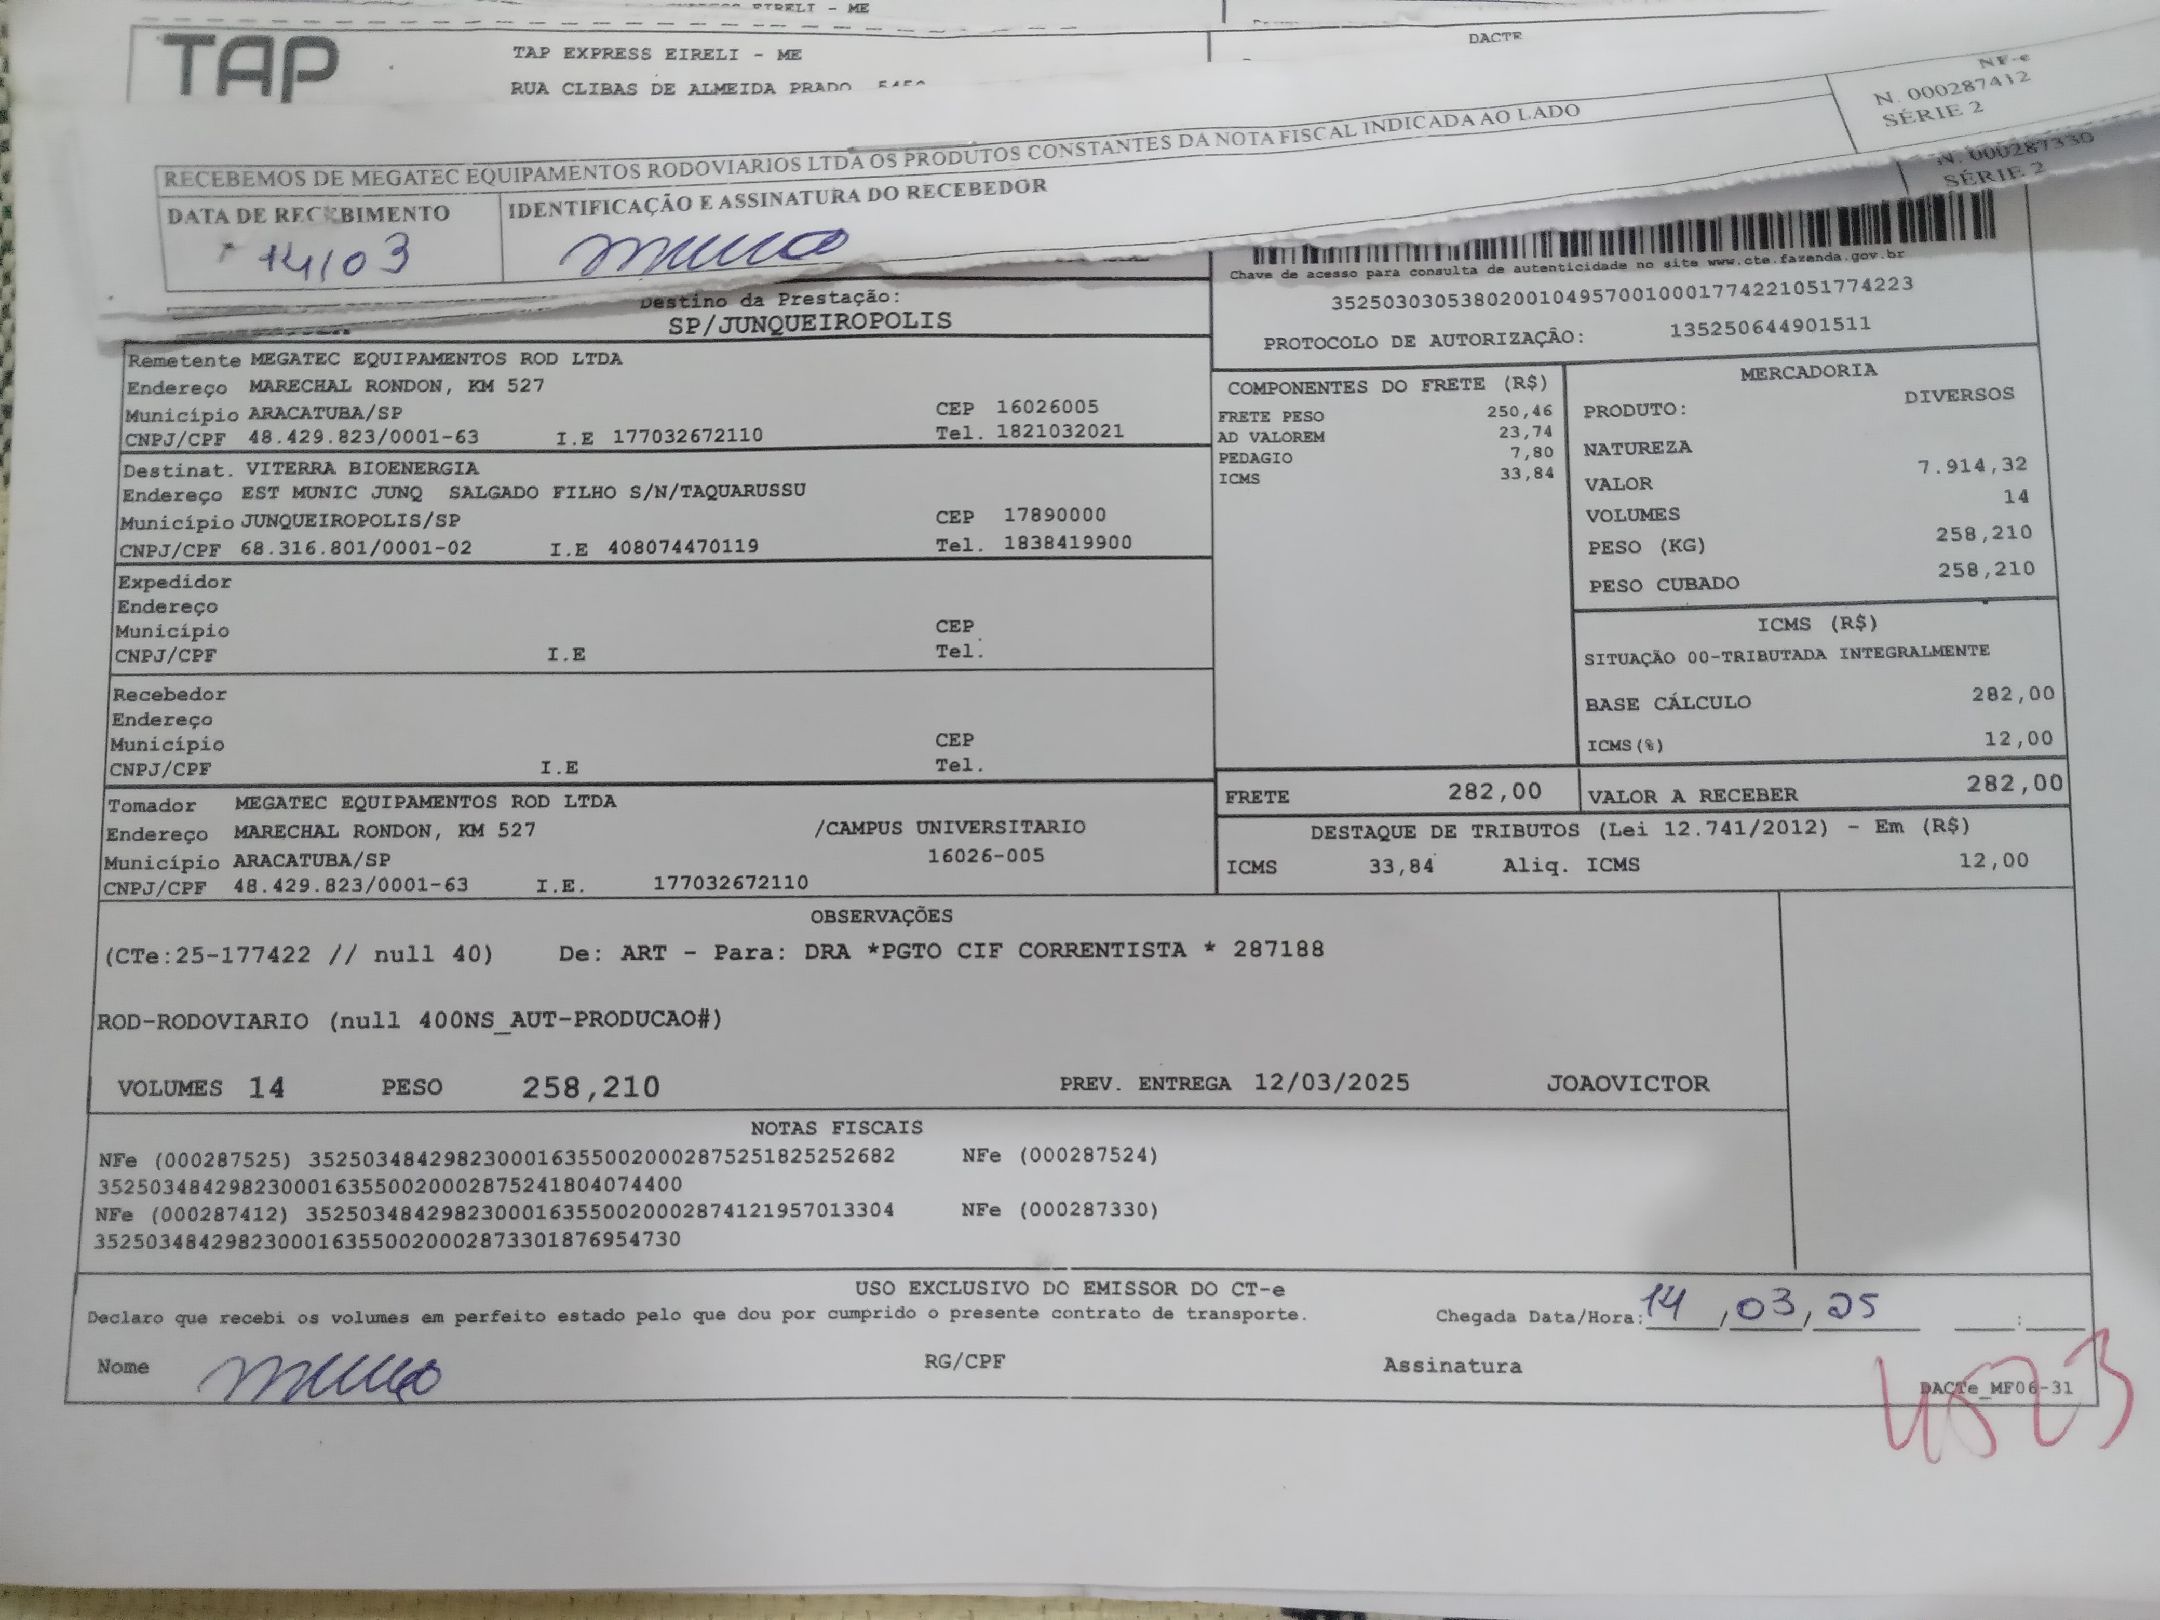 EIRELI - ME
TAP
TAP EXPRESS EIRELI - ME
DACTE
RUA CLIBAS DE ALMEIDA PRADO
NF-e
N. 000287412
SÉRIE 2
RECEBEMOS DE MEGATEC EQUIPAMENTOS RODOVIARIOS LTDA OS PRODUTOS CONSTANTES DA NOTA FISCAL INDICADA AO LADO
N. 000287330
SÉRIE 2
DATA DE RECEBIMENTO
14/03
IDENTIFICAÇÃO E ASSINATURA DO RECEBEDOR
Chave de acesso para consulta de autenticidade no site www.cte.fazenda.gov.br
35250303053802001049570010001774221051774223
PROTOCOLO DE AUTORIZAÇÃO: 135250644901511
Destino da Prestação:
SP/JUNQUEIROPOLIS
Remetente MEGATEC EQUIPAMENTOS ROD LTDA
Endereço MARECHAL RONDON, KM 527
Município ARACATUBA/SP CEP 16026005
CNPJ/CPF 48.429.823/0001-63 I.E 177032672110 Tel. 1821032021
Destinat. VITERRA BIOENERGIA
Endereço EST MUNIC JUNQ SALGADO FILHO S/N/TAQUARUSSU
Município JUNQUEIROPOLIS/SP CEP 17890000
CNPJ/CPF 68.316.801/0001-02 I.E 408074470119 Tel. 1838419900
Expedidor
Endereço
Município CEP
CNPJ/CPF I.E Tel.
Recebedor
Endereço
Município CEP
CNPJ/CPF I.E Tel.
Tomador MEGATEC EQUIPAMENTOS ROD LTDA
Endereço MARECHAL RONDON, KM 527 /CAMPUS UNIVERSITARIO
Município ARACATUBA/SP 16026-005
CNPJ/CPF 48.429.823/0001-63 I.E. 177032672110
COMPONENTES DO FRETE (R$)
FRETE PESO 250,46
AD VALOREM 23,74
PEDAGIO 7,80
ICMS 33,84
MERCADORIA
PRODUTO: DIVERSOS
NATUREZA
VALOR 7.914,32
VOLUMES 14
PESO (KG) 258,210
PESO CUBADO 258,210
ICMS (R$)
SITUAÇÃO 00-TRIBUTADA INTEGRALMENTE
BASE CÁLCULO 282,00
ICMS(%) 12,00
FRETE 282,00 VALOR A RECEBER 282,00
DESTAQUE DE TRIBUTOS (Lei 12.741/2012) - Em (R$)
ICMS 33,84 Aliq. ICMS 12,00
OBSERVAÇÕES
(CTe:25-177422 // null 40) De: ART - Para: DRA *PGTO CIF CORRENTISTA * 287188
ROD-RODOVIARIO (null 400NS_AUT-PRODUCAO#)
VOLUMES 14 PESO 258,210 PREV. ENTREGA 12/03/2025 JOAOVICTOR
NOTAS FISCAIS
NFe (000287525) 35250348429823000163550020002875251825252682 NFe (000287524)
35250348429823000163550020002875241804074400
NFe (000287412) 35250348429823000163550020002874121957013304 NFe (000287330)
35250348429823000163550020002873301876954730
USO EXCLUSIVO DO EMISSOR DO CT-e
Declaro que recebi os volumes em perfeito estado pelo que dou por cumprido o presente contrato de transporte. Chegada Data/Hora: 14,03,25 :
Nome RG/CPF Assinatura
DACTe_MF06-31